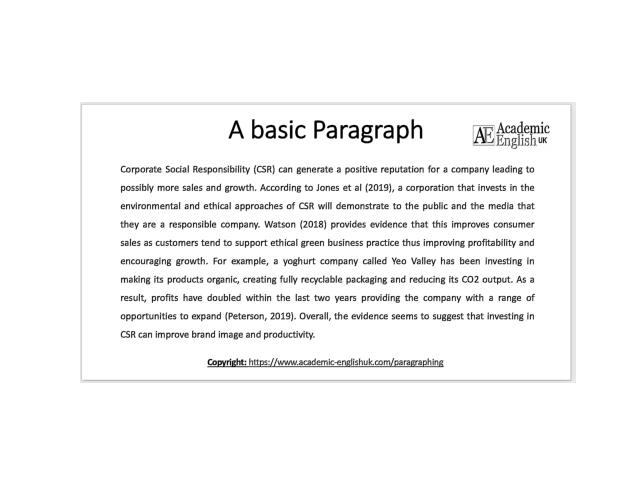 A basic Paragraph
AE Academic
English UK
Corporate Social Responsibility (CSR) can generate a positive reputation for a company leading to
possibly more sales and growth. According to Jones et al (2019), a corporation that invests in the
environmental and ethical approaches of CSR will demonstrate to the public and the media that
they are a responsible company. Watson (2018) provides evidence that this improves consumer
sales as customers tend to support ethical green business practice thus improving profitability and
encouraging growth. For example, a yoghurt company called Yeo Valley has been investing in
making its products organic, creating fully recyclable packaging and reducing its CO2 output. As a
result, profits have doubled within the last two years providing the company with a range of
opportunities to expand (Peterson, 2019). Overall, the evidence seems to suggest that investing in
CSR can improve brand image and productivity.
Copyright: https://www.academic-englishuk.com/paragraphing